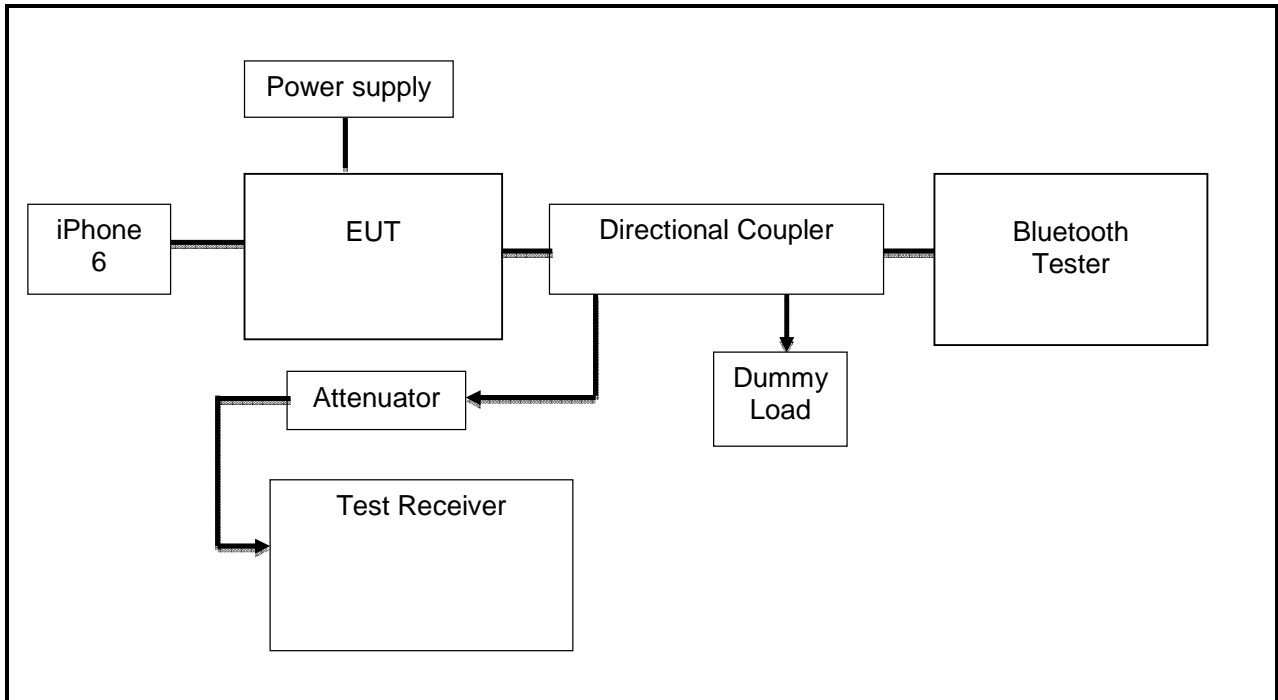 Power supply
iPhone
6
EUT
Directional Coupler
Bluetooth
Tester
Attenuator
Dummy
Load
Test Receiver